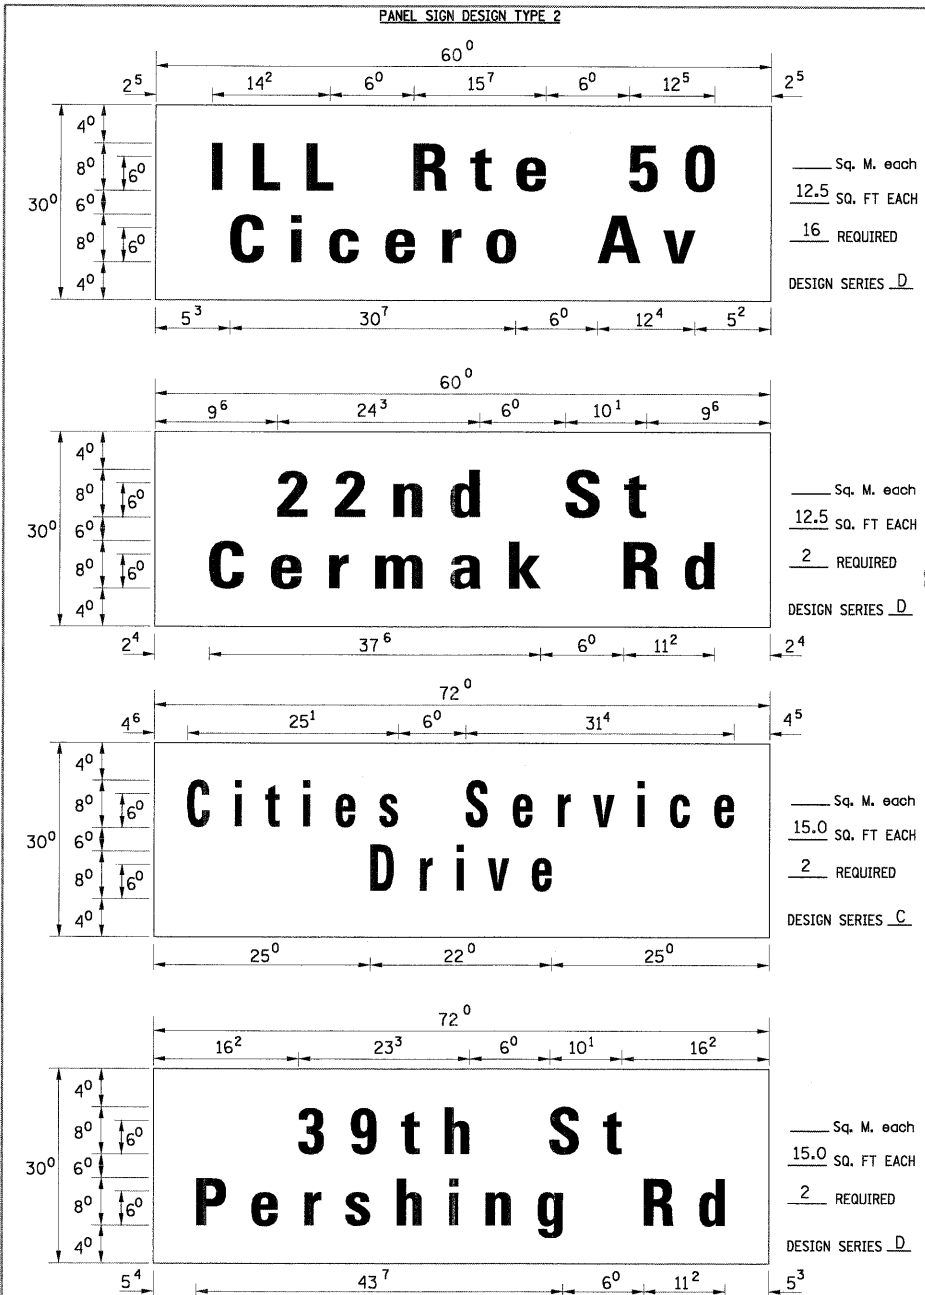 PANEL SIGN DESIGN TYPE 2
60⁰
2⁵ 14² 6⁰ 15⁷ 6⁰ 12⁵ 2⁵
4⁰
8⁰ 6⁰
30⁰ 6⁰
8⁰ 6⁰
4⁰
ILL Rte 50
Cicero Av
___ Sq. M. each
12.5 SQ. FT EACH
16 REQUIRED
DESIGN SERIES D
5³ 30⁷ 6⁰ 12⁴ 5²
60⁰
9⁶ 24³ 6⁰ 10¹ 9⁶
4⁰
8⁰ 6⁰
30⁰ 6⁰
8⁰ 6⁰
4⁰
22nd St
Cermak Rd
___ Sq. M. each
12.5 SQ. FT EACH
2 REQUIRED
DESIGN SERIES D
2⁴ 37⁶ 6⁰ 11² 2⁴
72⁰
4⁶ 25¹ 6⁰ 31⁴ 4⁵
4⁰
8⁰ 6⁰
30⁰ 6⁰
8⁰ 6⁰
4⁰
Cities Service
Drive
___ Sq. M. each
15.0 SQ. FT EACH
2 REQUIRED
DESIGN SERIES C
25⁰ 22⁰ 25⁰
72⁰
16² 23³ 6⁰ 10¹ 16²
4⁰
8⁰ 6⁰
30⁰ 6⁰
8⁰ 6⁰
4⁰
39th St
Pershing Rd
___ Sq. M. each
15.0 SQ. FT EACH
2 REQUIRED
DESIGN SERIES D
5⁴ 43⁷ 6⁰ 11² 5³